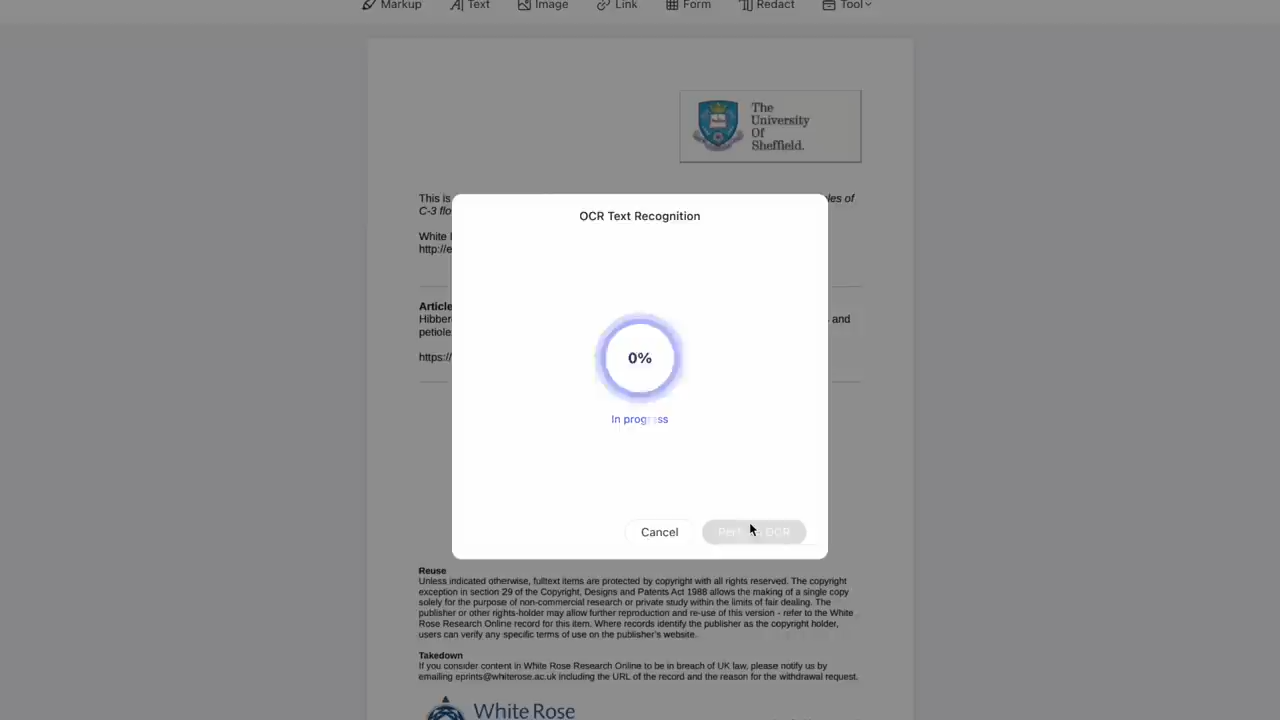 Markup Text Image Link Form Redact Tool
The
University
Of
Sheffield.
This is
les of
C-3 flo
White
http://e
OCR Text Recognition
Article
Hibber
and
petiole
https://
0%
In progress
Cancel Perform OCR
Reuse
Unless indicated otherwise, fulltext items are protected by copyright with all rights reserved. The copyright
exception in section 29 of the Copyright, Designs and Patents Act 1988 allows the making of a single copy
solely for the purpose of non-commercial research or private study within the limits of fair dealing. The
publisher or other rights-holder may allow further reproduction and re-use of this version - refer to the White
Rose Research Online record for this item. Where records identify the publisher as the copyright holder,
users can verify any specific terms of use on the publisher's website.
Takedown
If you consider content in White Rose Research Online to be in breach of UK law, please notify us by
emailing eprints@whiterose.ac.uk including the URL of the record and the reason for the withdrawal request.
White Rose